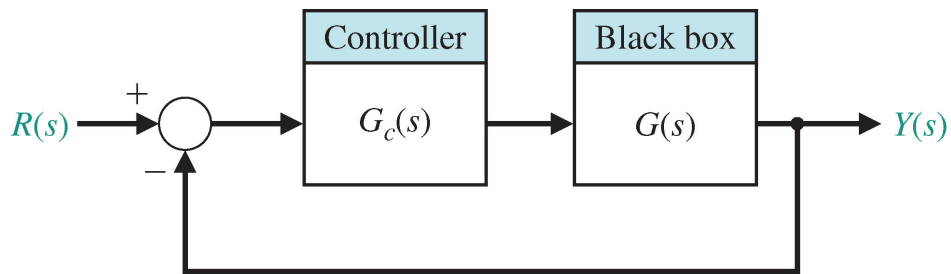 Controller
Black box
+
R(s)
G_c(s)
G(s)
Y(s)
−